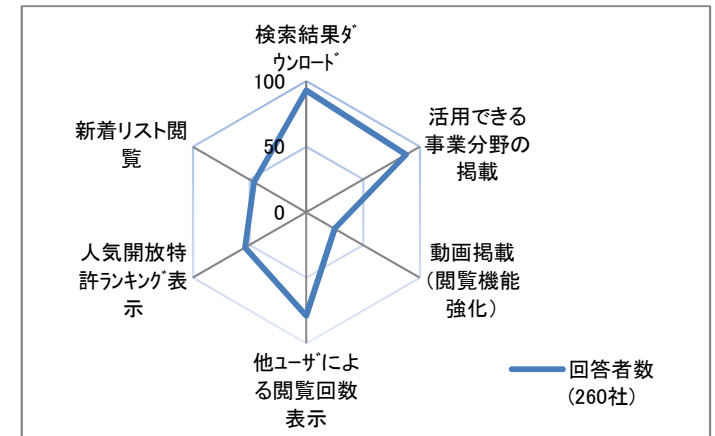 検索結果ﾀﾞ
ｳﾝﾛｰﾄﾞ
100
活用できる
事業分野の
掲載
新着リスト閲
覧
50
0
人気開放特
許ﾗﾝｷﾝｸﾞ表
示
動画掲載
（閲覧機能
強化）
他ﾕｰｻﾞによ
る閲覧回数
表示
回答者数
(260社)